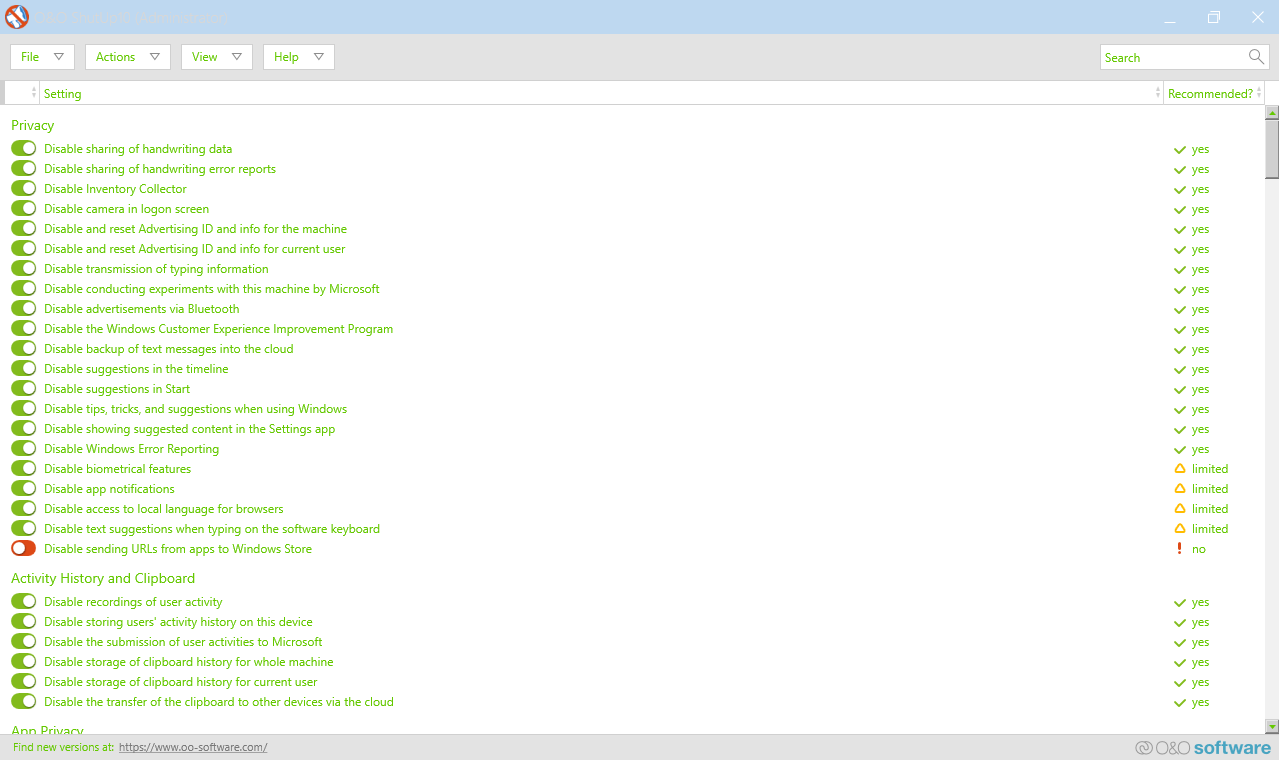 File
Actions
View
Help
Search
Setting
Recommended?
Privacy
Disable sharing of handwriting data yes
Disable sharing of handwriting error reports yes
Disable Inventory Collector yes
Disable camera in logon screen yes
Disable and reset Advertising ID and info for the machine yes
Disable and reset Advertising ID and info for current user yes
Disable transmission of typing information yes
Disable conducting experiments with this machine by Microsoft yes
Disable advertisements via Bluetooth yes
Disable the Windows Customer Experience Improvement Program yes
Disable backup of text messages into the cloud yes
Disable suggestions in the timeline yes
Disable suggestions in Start yes
Disable tips, tricks, and suggestions when using Windows yes
Disable showing suggested content in the Settings app yes
Disable Windows Error Reporting yes
Disable biometrical features limited
Disable app notifications limited
Disable access to local language for browsers limited
Disable text suggestions when typing on the software keyboard limited
Disable sending URLs from apps to Windows Store no
Activity History and Clipboard
Disable recordings of user activity yes
Disable storing users' activity history on this device yes
Disable the submission of user activities to Microsoft yes
Disable storage of clipboard history for whole machine yes
Disable storage of clipboard history for current user yes
Disable the transfer of the clipboard to other devices via the cloud yes
App Privacy
Find new versions at: https://www.oo-software.com/
O&O software